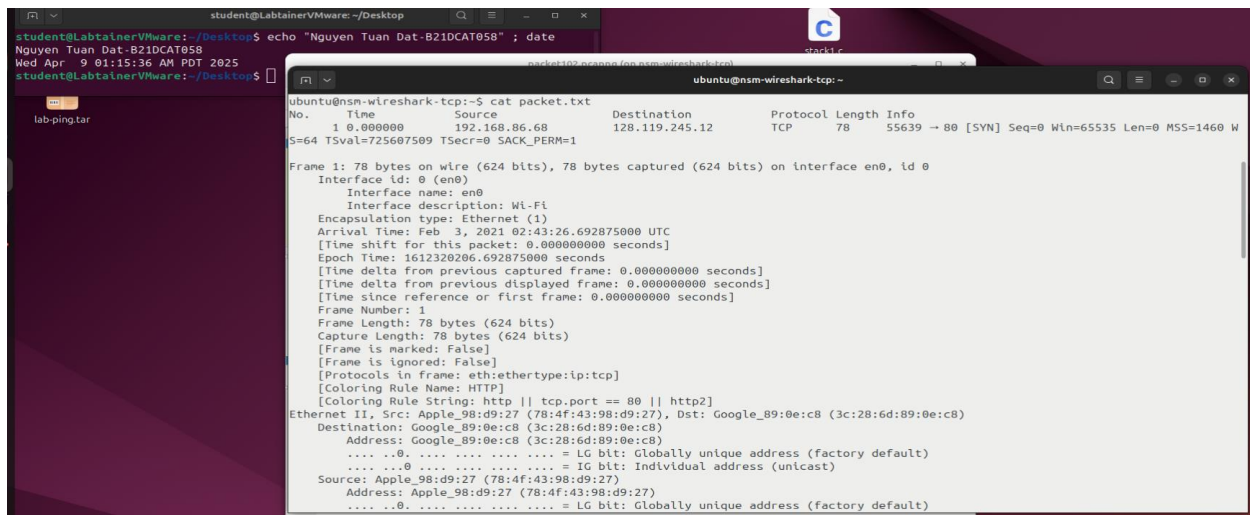 student@LabtainerVMware: ~/Desktop
student@LabtainerVMware:~/Desktop$ echo "Nguyen Tuan Dat-B21DCAT058" ; date
Nguyen Tuan Dat-B21DCAT058
Wed Apr  9 01:15:36 AM PDT 2025
student@LabtainerVMware:~/Desktop$
lab-ping.tar
C
stack1.c
packet102.pcapng (on nsm-wireshark-tcp)
ubuntu@nsm-wireshark-tcp: ~
ubuntu@nsm-wireshark-tcp:~$ cat packet.txt
No.     Time           Source                Destination           Protocol Length Info
      1 0.000000       192.168.86.68         128.119.245.12        TCP      78     55639 → 80 [SYN] Seq=0 Win=65535 Len=0 MSS=1460 W
S=64 TSval=725607509 TSecr=0 SACK_PERM=1
Frame 1: 78 bytes on wire (624 bits), 78 bytes captured (624 bits) on interface en0, id 0
    Interface id: 0 (en0)
        Interface name: en0
        Interface description: Wi-Fi
    Encapsulation type: Ethernet (1)
    Arrival Time: Feb  3, 2021 02:43:26.692875000 UTC
    [Time shift for this packet: 0.000000000 seconds]
    Epoch Time: 1612320206.692875000 seconds
    [Time delta from previous captured frame: 0.000000000 seconds]
    [Time delta from previous displayed frame: 0.000000000 seconds]
    [Time since reference or first frame: 0.000000000 seconds]
    Frame Number: 1
    Frame Length: 78 bytes (624 bits)
    Capture Length: 78 bytes (624 bits)
    [Frame is marked: False]
    [Frame is ignored: False]
    [Protocols in frame: eth:ethertype:ip:tcp]
    [Coloring Rule Name: HTTP]
    [Coloring Rule String: http || tcp.port == 80 || http2]
Ethernet II, Src: Apple_98:d9:27 (78:4f:43:98:d9:27), Dst: Google_89:0e:c8 (3c:28:6d:89:0e:c8)
    Destination: Google_89:0e:c8 (3c:28:6d:89:0e:c8)
        Address: Google_89:0e:c8 (3c:28:6d:89:0e:c8)
        .... ..0. .... .... .... .... = LG bit: Globally unique address (factory default)
        .... ...0 .... .... .... .... = IG bit: Individual address (unicast)
    Source: Apple_98:d9:27 (78:4f:43:98:d9:27)
        Address: Apple_98:d9:27 (78:4f:43:98:d9:27)
        .... ..0. .... .... .... .... = LG bit: Globally unique address (factory default)